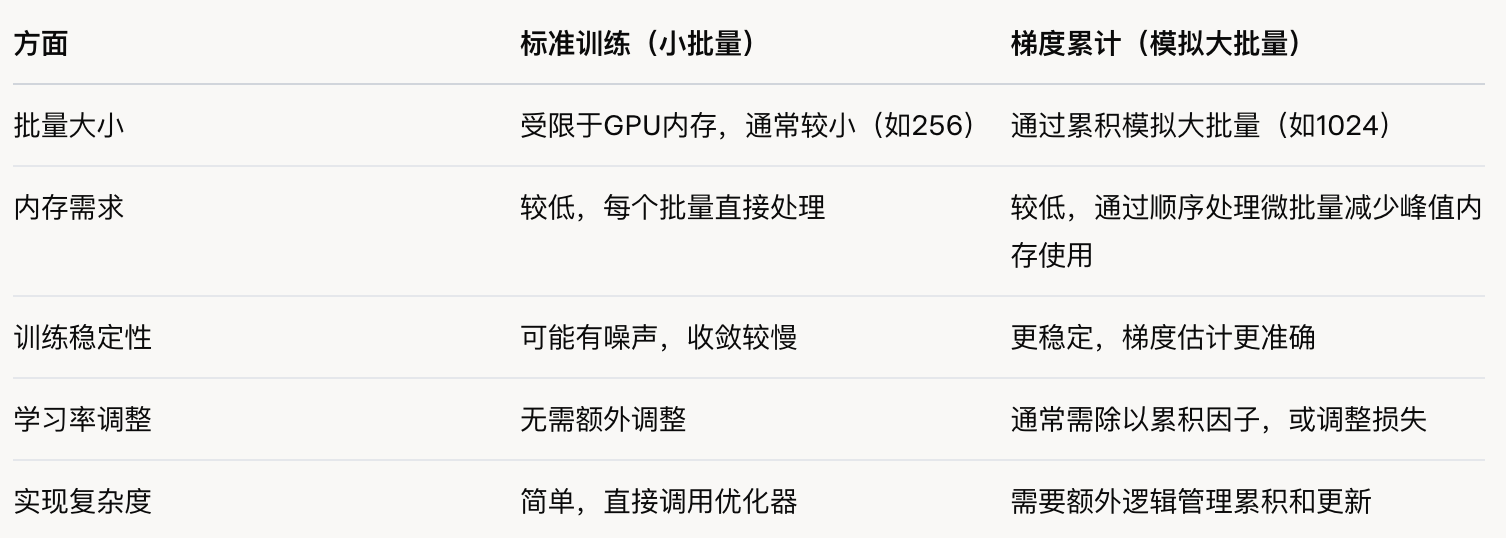 方面 标准训练（小批量） 梯度累计（模拟大批量）
批量大小 受限于GPU内存，通常较小（如256） 通过累积模拟大批量（如1024）
内存需求 较低，每个批量直接处理 较低，通过顺序处理微批量减少峰值内
存使用
训练稳定性 可能有噪声，收敛较慢 更稳定，梯度估计更准确
学习率调整 无需额外调整 通常需除以累积因子，或调整损失
实现复杂度 简单，直接调用优化器 需要额外逻辑管理累积和更新